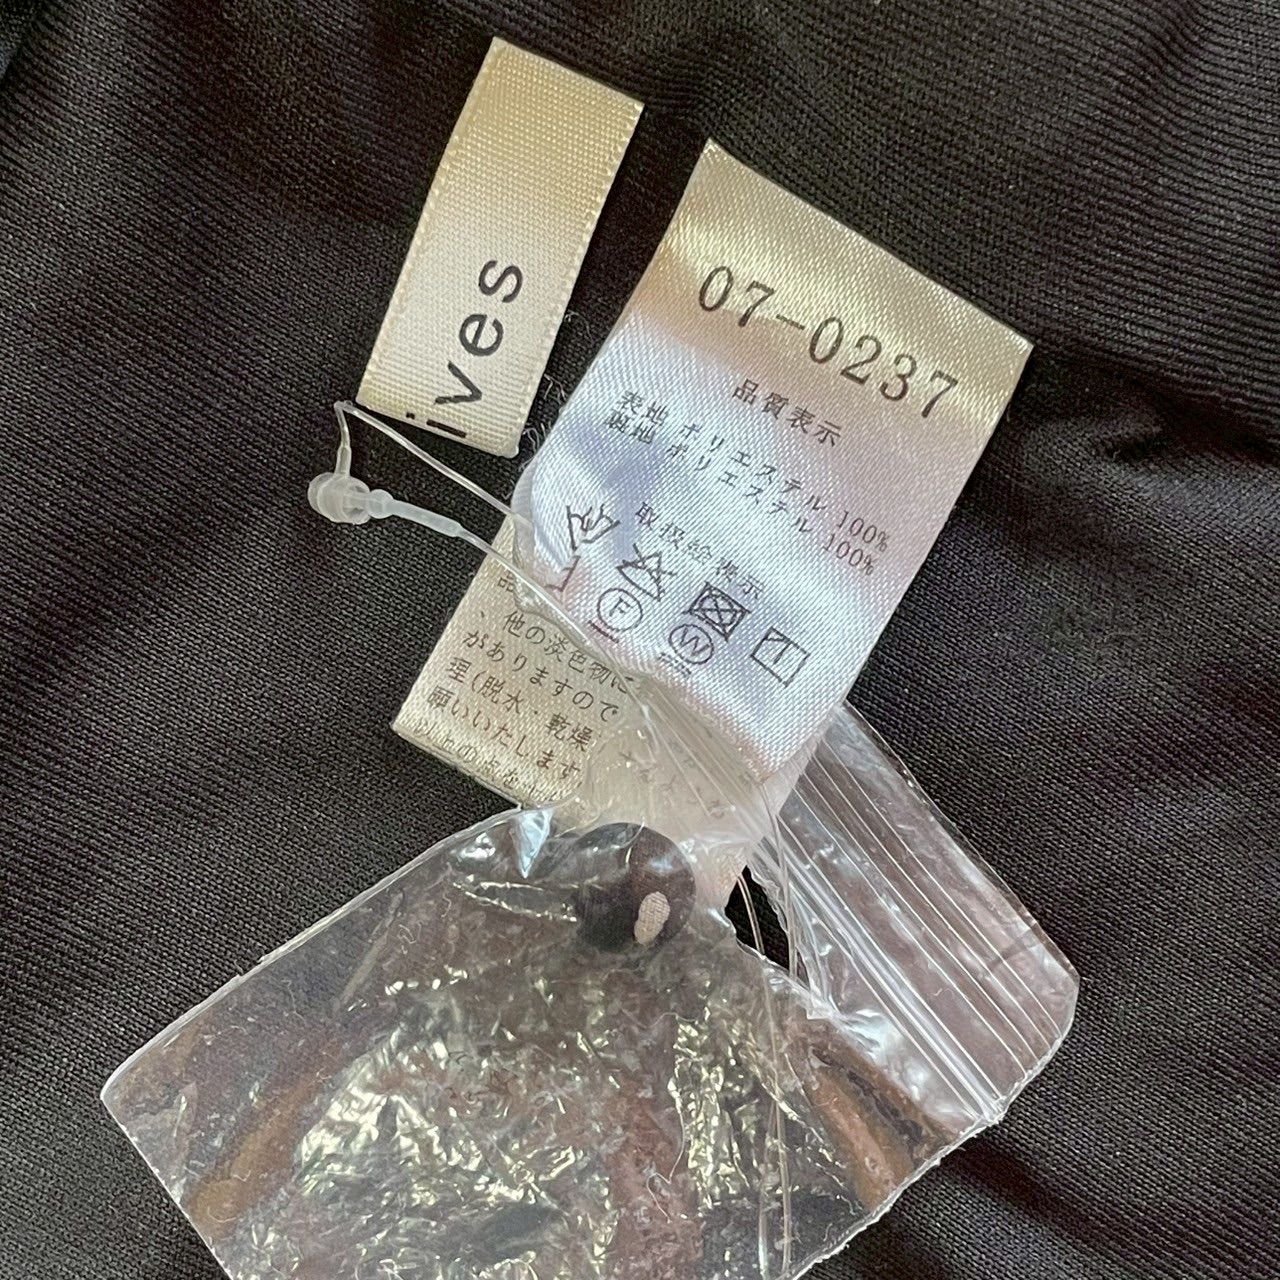 ives
07-0237
品質表示
表地 ポリエステル 100%
裏地 ポリエステル 100%
取扱絵表示
F
W
品
、他の淡色物に
がありますので
理(脱水・乾燥
願いいたします